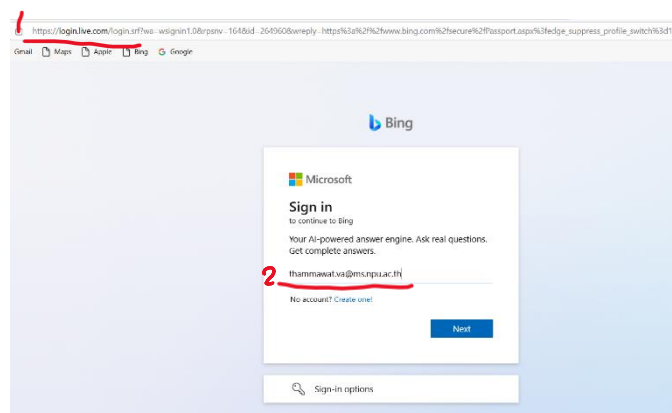 1
https://login.live.com/login.srf?wa=wsignin1.0&rpsnv=164&id=264960&wreply=https%3a%2f%2fwww.bing.com%2fsecure%2fPassport.aspx%3fedge_suppress_profile_switch%3d1
Gmail Maps Apple Bing G Google
Bing
Microsoft
Sign in
to continue to Bing
Your AI-powered answer engine. Ask real questions.
Get complete answers.
2 thammawat.va@ms.npu.ac.th
No account? Create one!
Next
Sign-in options